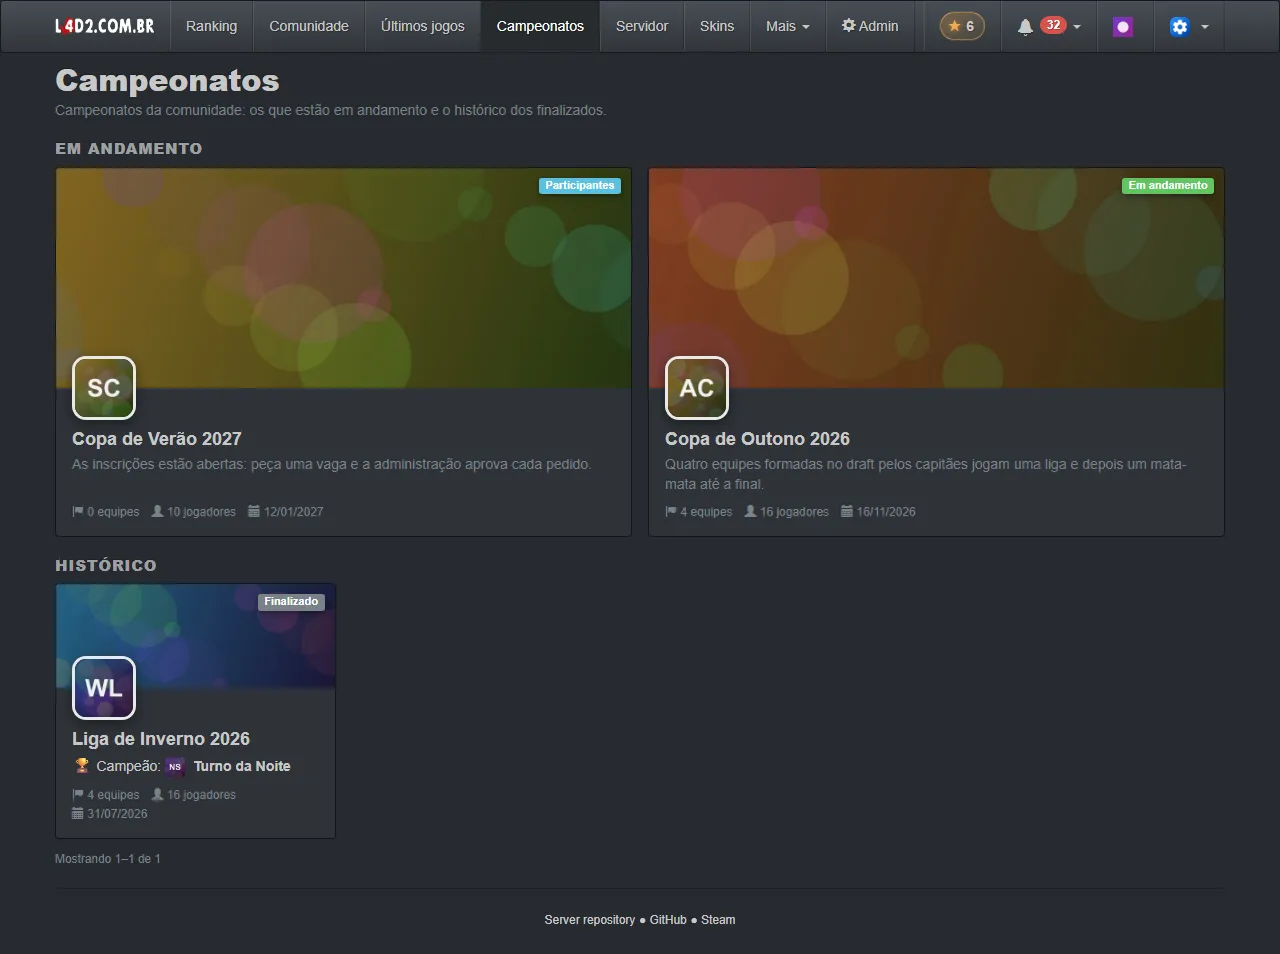 L4D2.COM.BR Ranking Comunidade Últimos jogos Campeonatos Servidor Skins Mais Admin 6 32
Campeonatos
Campeonatos da comunidade: os que estão em andamento e o histórico dos finalizados.
EM ANDAMENTO
Participantes
SC
Copa de Verão 2027
As inscrições estão abertas: peça uma vaga e a administração aprova cada pedido.
0 equipes 10 jogadores 12/01/2027
Em andamento
AC
Copa de Outono 2026
Quatro equipes formadas no draft pelos capitães jogam uma liga e depois um mata-
mata até a final.
4 equipes 16 jogadores 16/11/2026
HISTÓRICO
Finalizado
WL
Liga de Inverno 2026
Campeão: NS Turno da Noite
4 equipes 16 jogadores
31/07/2026
Mostrando 1–1 de 1
Server repository ● GitHub ● Steam